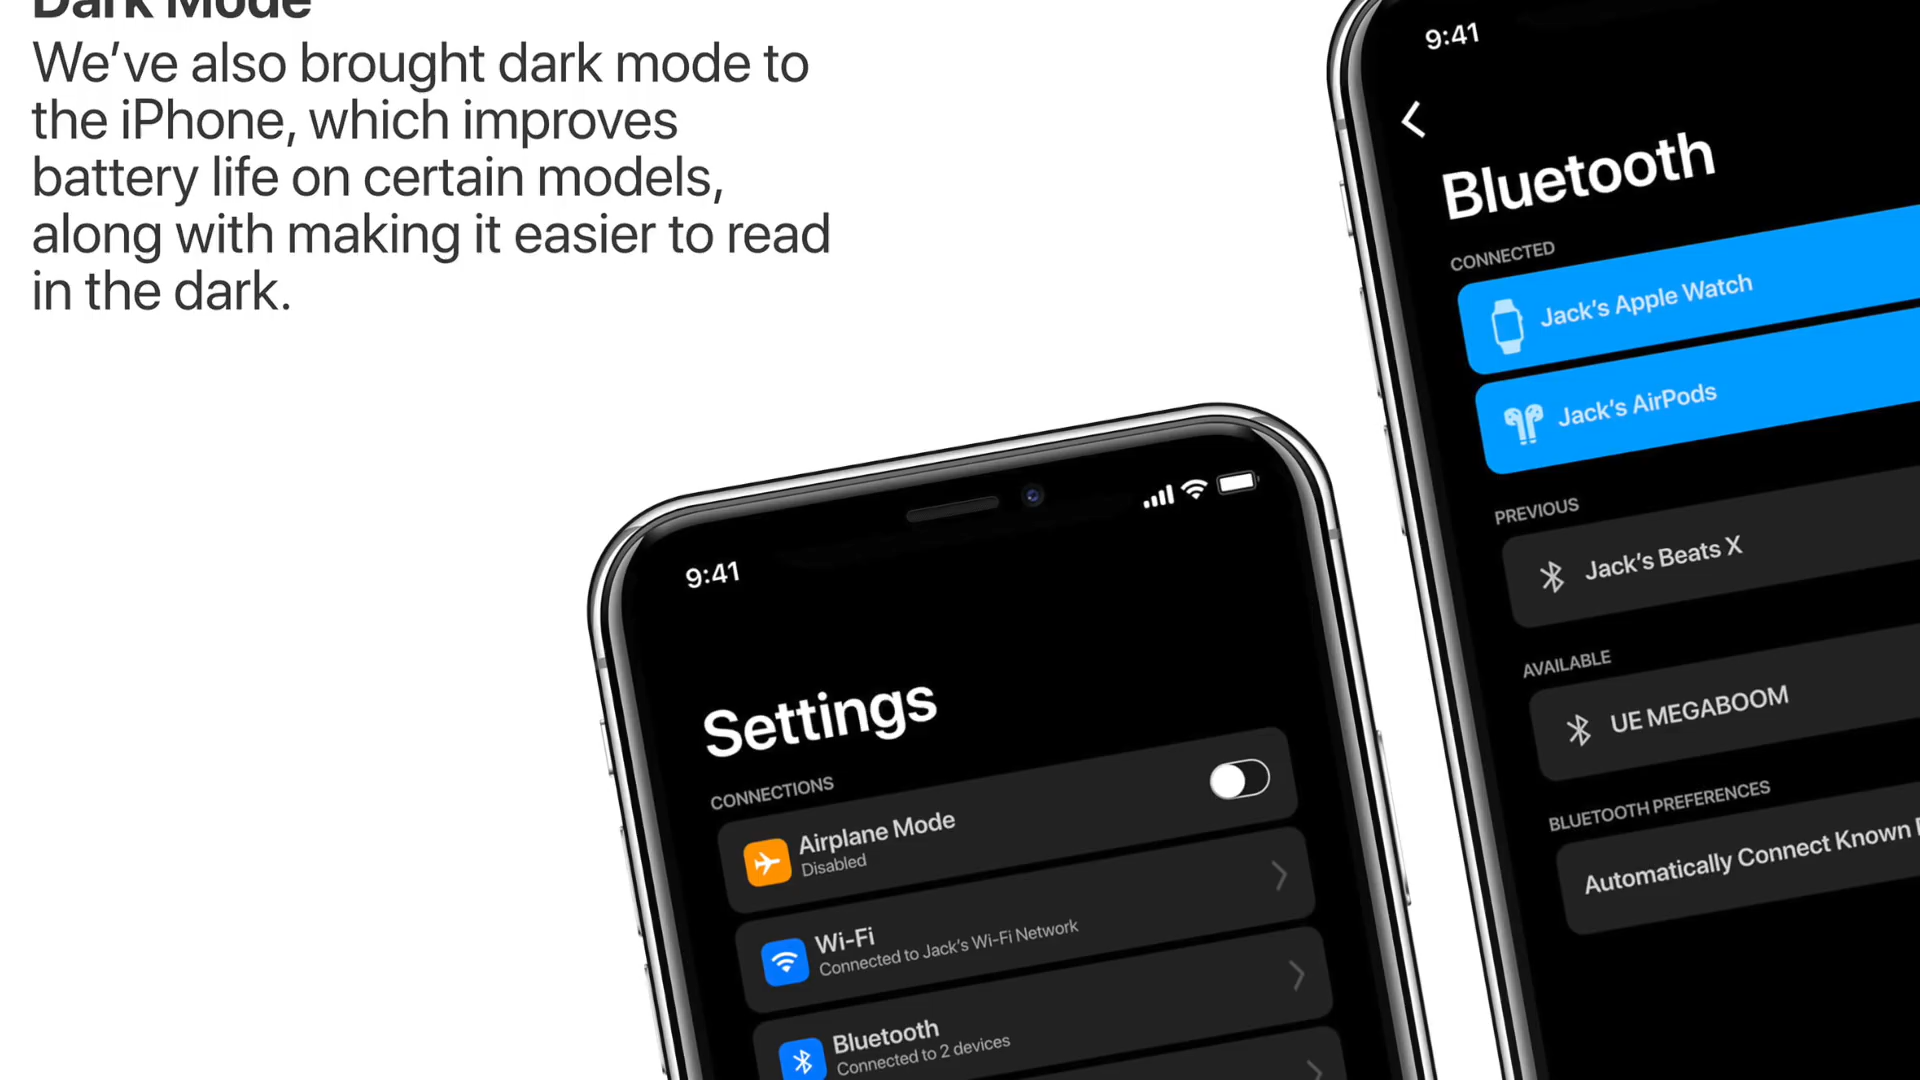 Dark Mode
We’ve also brought dark mode to
the iPhone, which improves
battery life on certain models,
along with making it easier to read
in the dark.
9:41
Settings
CONNECTIONS
Airplane Mode
Disabled
Wi-Fi
Connected to Jack’s Wi-Fi Network
Bluetooth
Connected to 2 devices
9:41
Bluetooth
CONNECTED
Jack’s Apple Watch
Jack’s AirPods
PREVIOUS
Jack’s Beats X
AVAILABLE
UE MEGABOOM
BLUETOOTH PREFERENCES
Automatically Connect Known